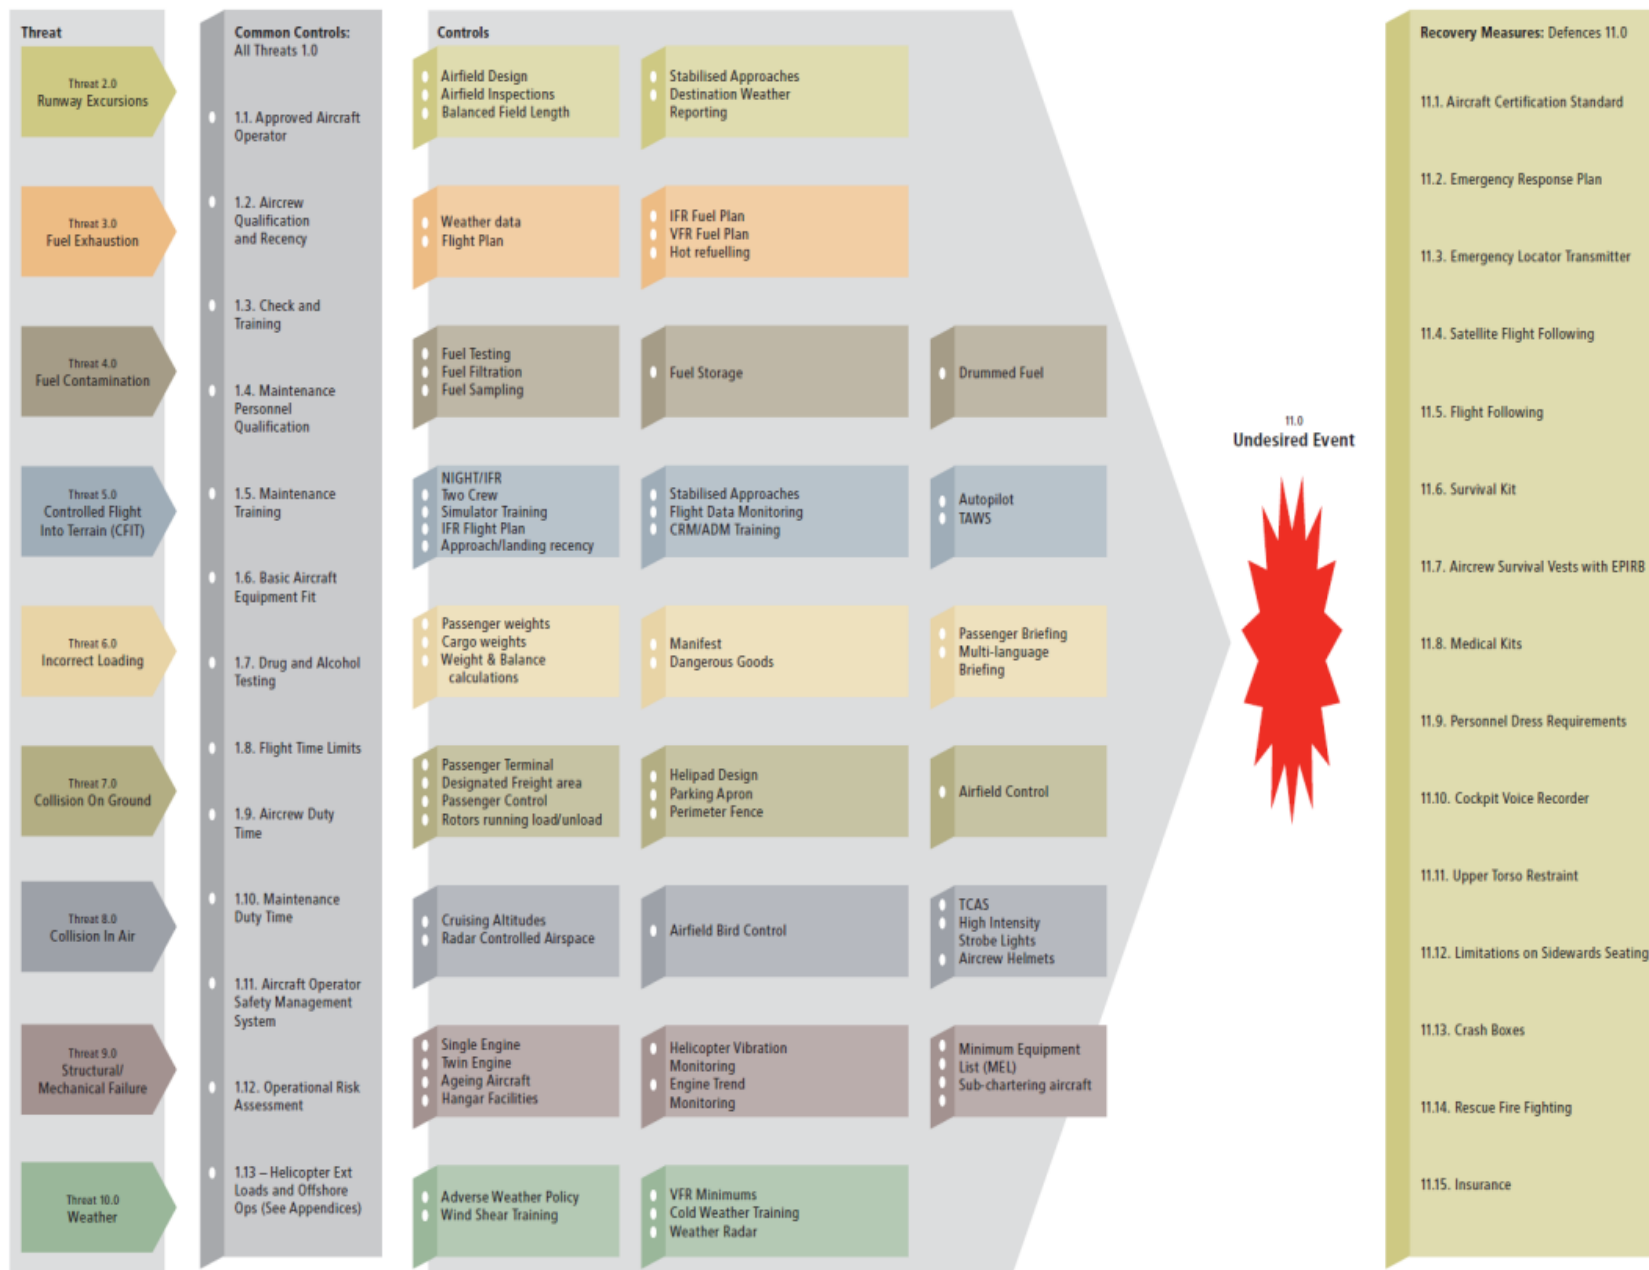 Threat
Threat 2.0
Runway Excursions
Threat 3.0
Fuel Exhaustion
Threat 4.0
Fuel Contamination
Threat 5.0
Controlled Flight
Into Terrain (CFIT)
Threat 6.0
Incorrect Loading
Threat 7.0
Collision On Ground
Threat 8.0
Collision In Air
Threat 9.0
Structural/
Mechanical Failure
Threat 10.0
Weather
Common Controls:
All Threats 1.0
1.1. Approved Aircraft
Operator
1.2. Aircrew
Qualification
and Recency
1.3. Check and
Training
1.4. Maintenance
Personnel
Qualification
1.5. Maintenance
Training
1.6. Basic Aircraft
Equipment Fit
1.7. Drug and Alcohol
Testing
1.8. Flight Time Limits
1.9. Aircrew Duty
Time
1.10. Maintenance
Duty Time
1.11. Aircraft Operator
Safety Management
System
1.12. Operational Risk
Assessment
1.13 – Helicopter Ext
Loads and Offshore
Ops (See Appendices)
Controls
Airfield Design
Airfield Inspections
Balanced Field Length
Stabilised Approaches
Destination Weather
Reporting
Weather data
Flight Plan
IFR Fuel Plan
VFR Fuel Plan
Hot refuelling
Fuel Testing
Fuel Filtration
Fuel Sampling
Fuel Storage
Drummed Fuel
NIGHT/IFR
Two Crew
Simulator Training
IFR Flight Plan
Approach/landing recency
Stabilised Approaches
Flight Data Monitoring
CRM/ADM Training
Autopilot
TAWS
Passenger weights
Cargo weights
Weight & Balance
calculations
Manifest
Dangerous Goods
Passenger Briefing
Multi-language
Briefing
Passenger Terminal
Designated Freight area
Passenger Control
Rotors running load/unload
Helipad Design
Parking Apron
Perimeter Fence
Airfield Control
Cruising Altitudes
Radar Controlled Airspace
Airfield Bird Control
TCAS
High Intensity
Strobe Lights
Aircrew Helmets
Single Engine
Twin Engine
Ageing Aircraft
Hangar Facilities
Helicopter Vibration
Monitoring
Engine Trend
Monitoring
Minimum Equipment
List (MEL)
Sub-chartering aircraft
Adverse Weather Policy
Wind Shear Training
VFR Minimums
Cold Weather Training
Weather Radar
11.0
Undesired Event
Recovery Measures: Defences 11.0
11.1. Aircraft Certification Standard
11.2. Emergency Response Plan
11.3. Emergency Locator Transmitter
11.4. Satellite Flight Following
11.5. Flight Following
11.6. Survival Kit
11.7. Aircrew Survival Vests with EPIRB
11.8. Medical Kits
11.9. Personnel Dress Requirements
11.10. Cockpit Voice Recorder
11.11. Upper Torso Restraint
11.12. Limitations on Sidewards Seating
11.13. Crash Boxes
11.14. Rescue Fire Fighting
11.15. Insurance